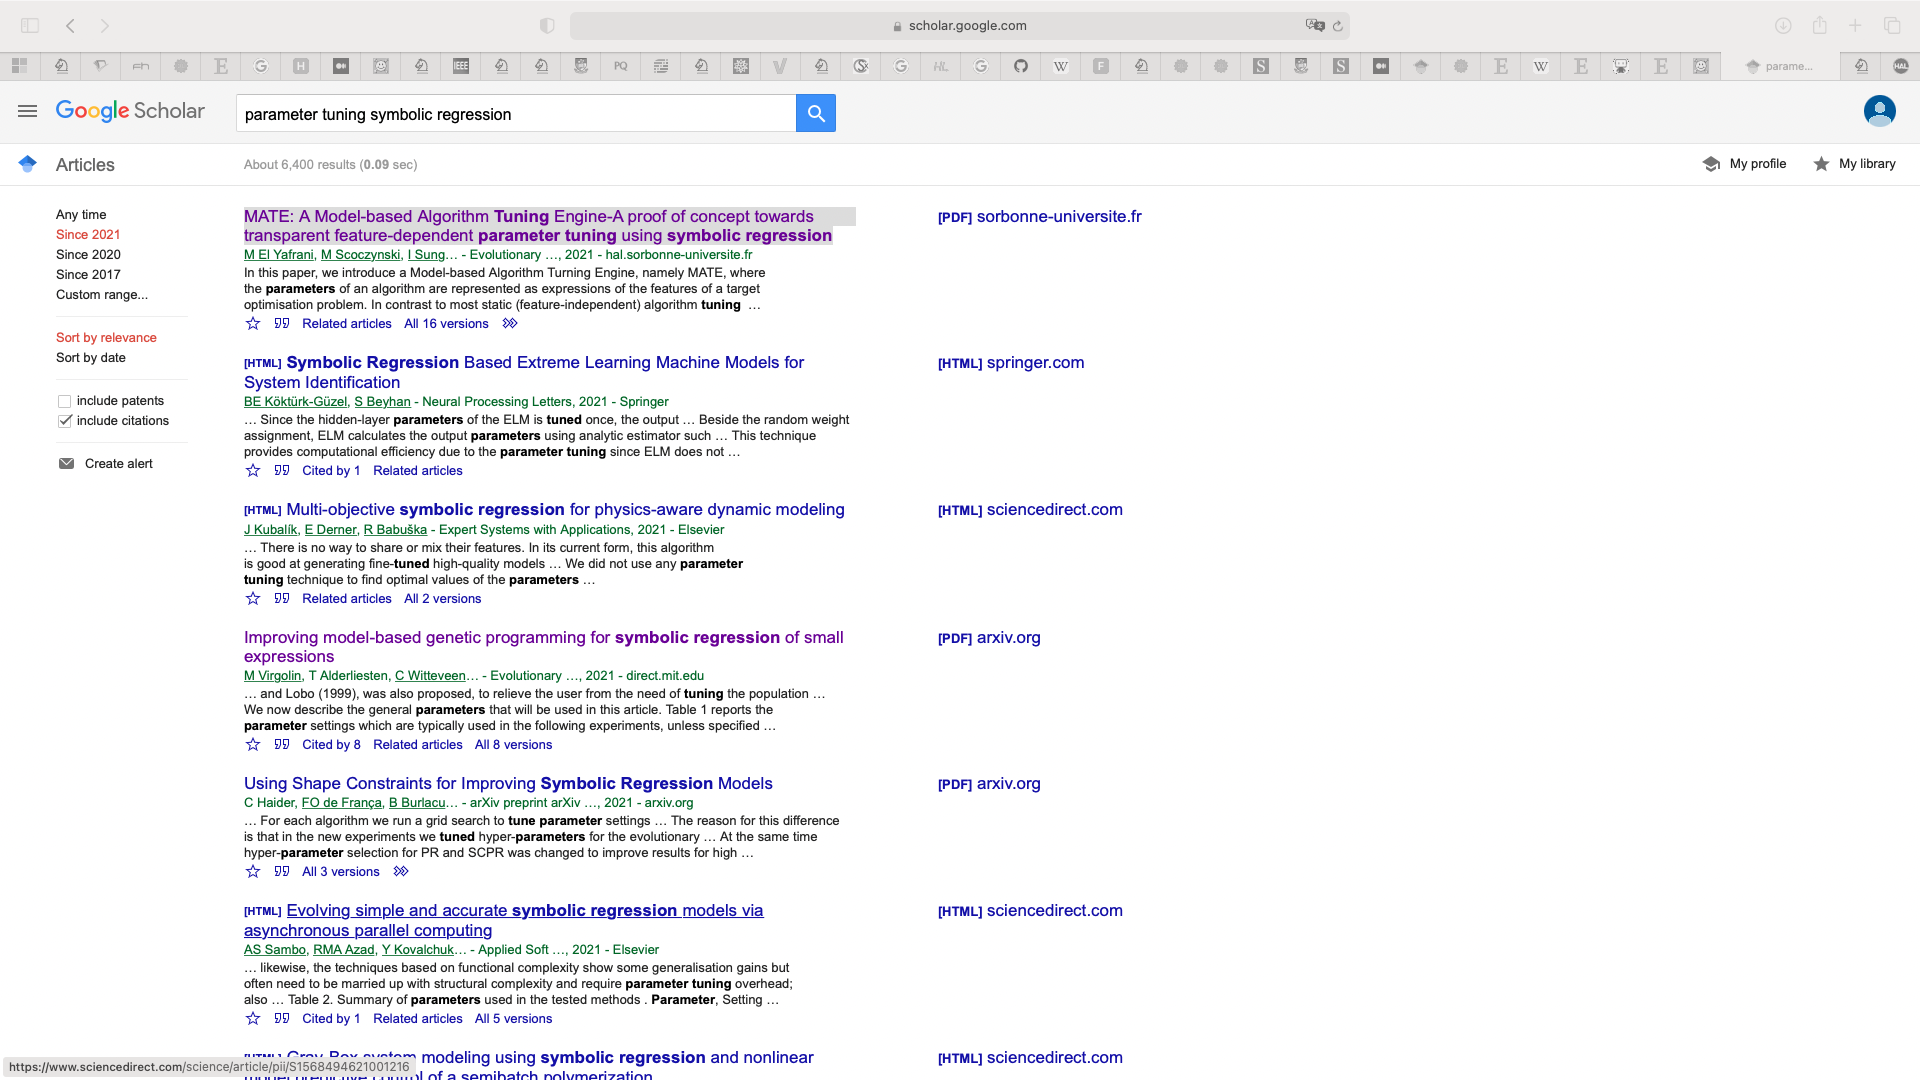 scholar.google.com
IEEE
PQ
HL
W
parame...
HAL
Google Scholar
parameter tuning symbolic regression
Articles
About 6,400 results (0.09 sec)
My profile
My library
Any time
Since 2021
Since 2020
Since 2017
Custom range...
Sort by relevance
Sort by date
include patents
include citations
Create alert
MATE: A Model-based Algorithm Tuning Engine-A proof of concept towards
transparent feature-dependent parameter tuning using symbolic regression
M El Yafrani, M Scoczynski, I Sung… - Evolutionary …, 2021 - hal.sorbonne-universite.fr
In this paper, we introduce a Model-based Algorithm Turning Engine, namely MATE, where
the parameters of an algorithm are represented as expressions of the features of a target
optimisation problem. In contrast to most static (feature-independent) algorithm tuning …
Related articles All 16 versions
[PDF] sorbonne-universite.fr
[HTML] Symbolic Regression Based Extreme Learning Machine Models for
System Identification
BE Köktürk-Güzel, S Beyhan - Neural Processing Letters, 2021 - Springer
… Since the hidden-layer parameters of the ELM is tuned once, the output … Beside the random weight
assignment, ELM calculates the output parameters using analytic estimator such … This technique
provides computational efficiency due to the parameter tuning since ELM does not …
Cited by 1 Related articles
[HTML] springer.com
[HTML] Multi-objective symbolic regression for physics-aware dynamic modeling
J Kubalík, E Derner, R Babuška - Expert Systems with Applications, 2021 - Elsevier
… There is no way to share or mix their features. In its current form, this algorithm
is good at generating fine-tuned high-quality models … We did not use any parameter
tuning technique to find optimal values of the parameters …
Related articles All 2 versions
[HTML] sciencedirect.com
Improving model-based genetic programming for symbolic regression of small
expressions
M Virgolin, T Alderliesten, C Witteveen… - Evolutionary …, 2021 - direct.mit.edu
… and Lobo (1999), was also proposed, to relieve the user from the need of tuning the population …
We now describe the general parameters that will be used in this article. Table 1 reports the
parameter settings which are typically used in the following experiments, unless specified …
Cited by 8 Related articles All 8 versions
[PDF] arxiv.org
Using Shape Constraints for Improving Symbolic Regression Models
C Haider, FO de França, B Burlacu… - arXiv preprint arXiv …, 2021 - arxiv.org
… For each algorithm we run a grid search to tune parameter settings … The reason for this difference
is that in the new experiments we tuned hyper-parameters for the evolutionary … At the same time
hyper-parameter selection for PR and SCPR was changed to improve results for high …
All 3 versions
[PDF] arxiv.org
[HTML] Evolving simple and accurate symbolic regression models via
asynchronous parallel computing
AS Sambo, RMA Azad, Y Kovalchuk… - Applied Soft …, 2021 - Elsevier
… likewise, the techniques based on functional complexity show some generalisation gains but
often need to be married up with structural complexity and require parameter tuning overhead;
also … Table 2. Summary of parameters used in the tested methods . Parameter, Setting …
Cited by 1 Related articles All 5 versions
[HTML] sciencedirect.com
[HTML] Gray-Box system modeling using symbolic regression and nonlinear
model predictive control of a semibatch polymerization
[HTML] sciencedirect.com
https://www.sciencedirect.com/science/article/pii/S1568494621001216